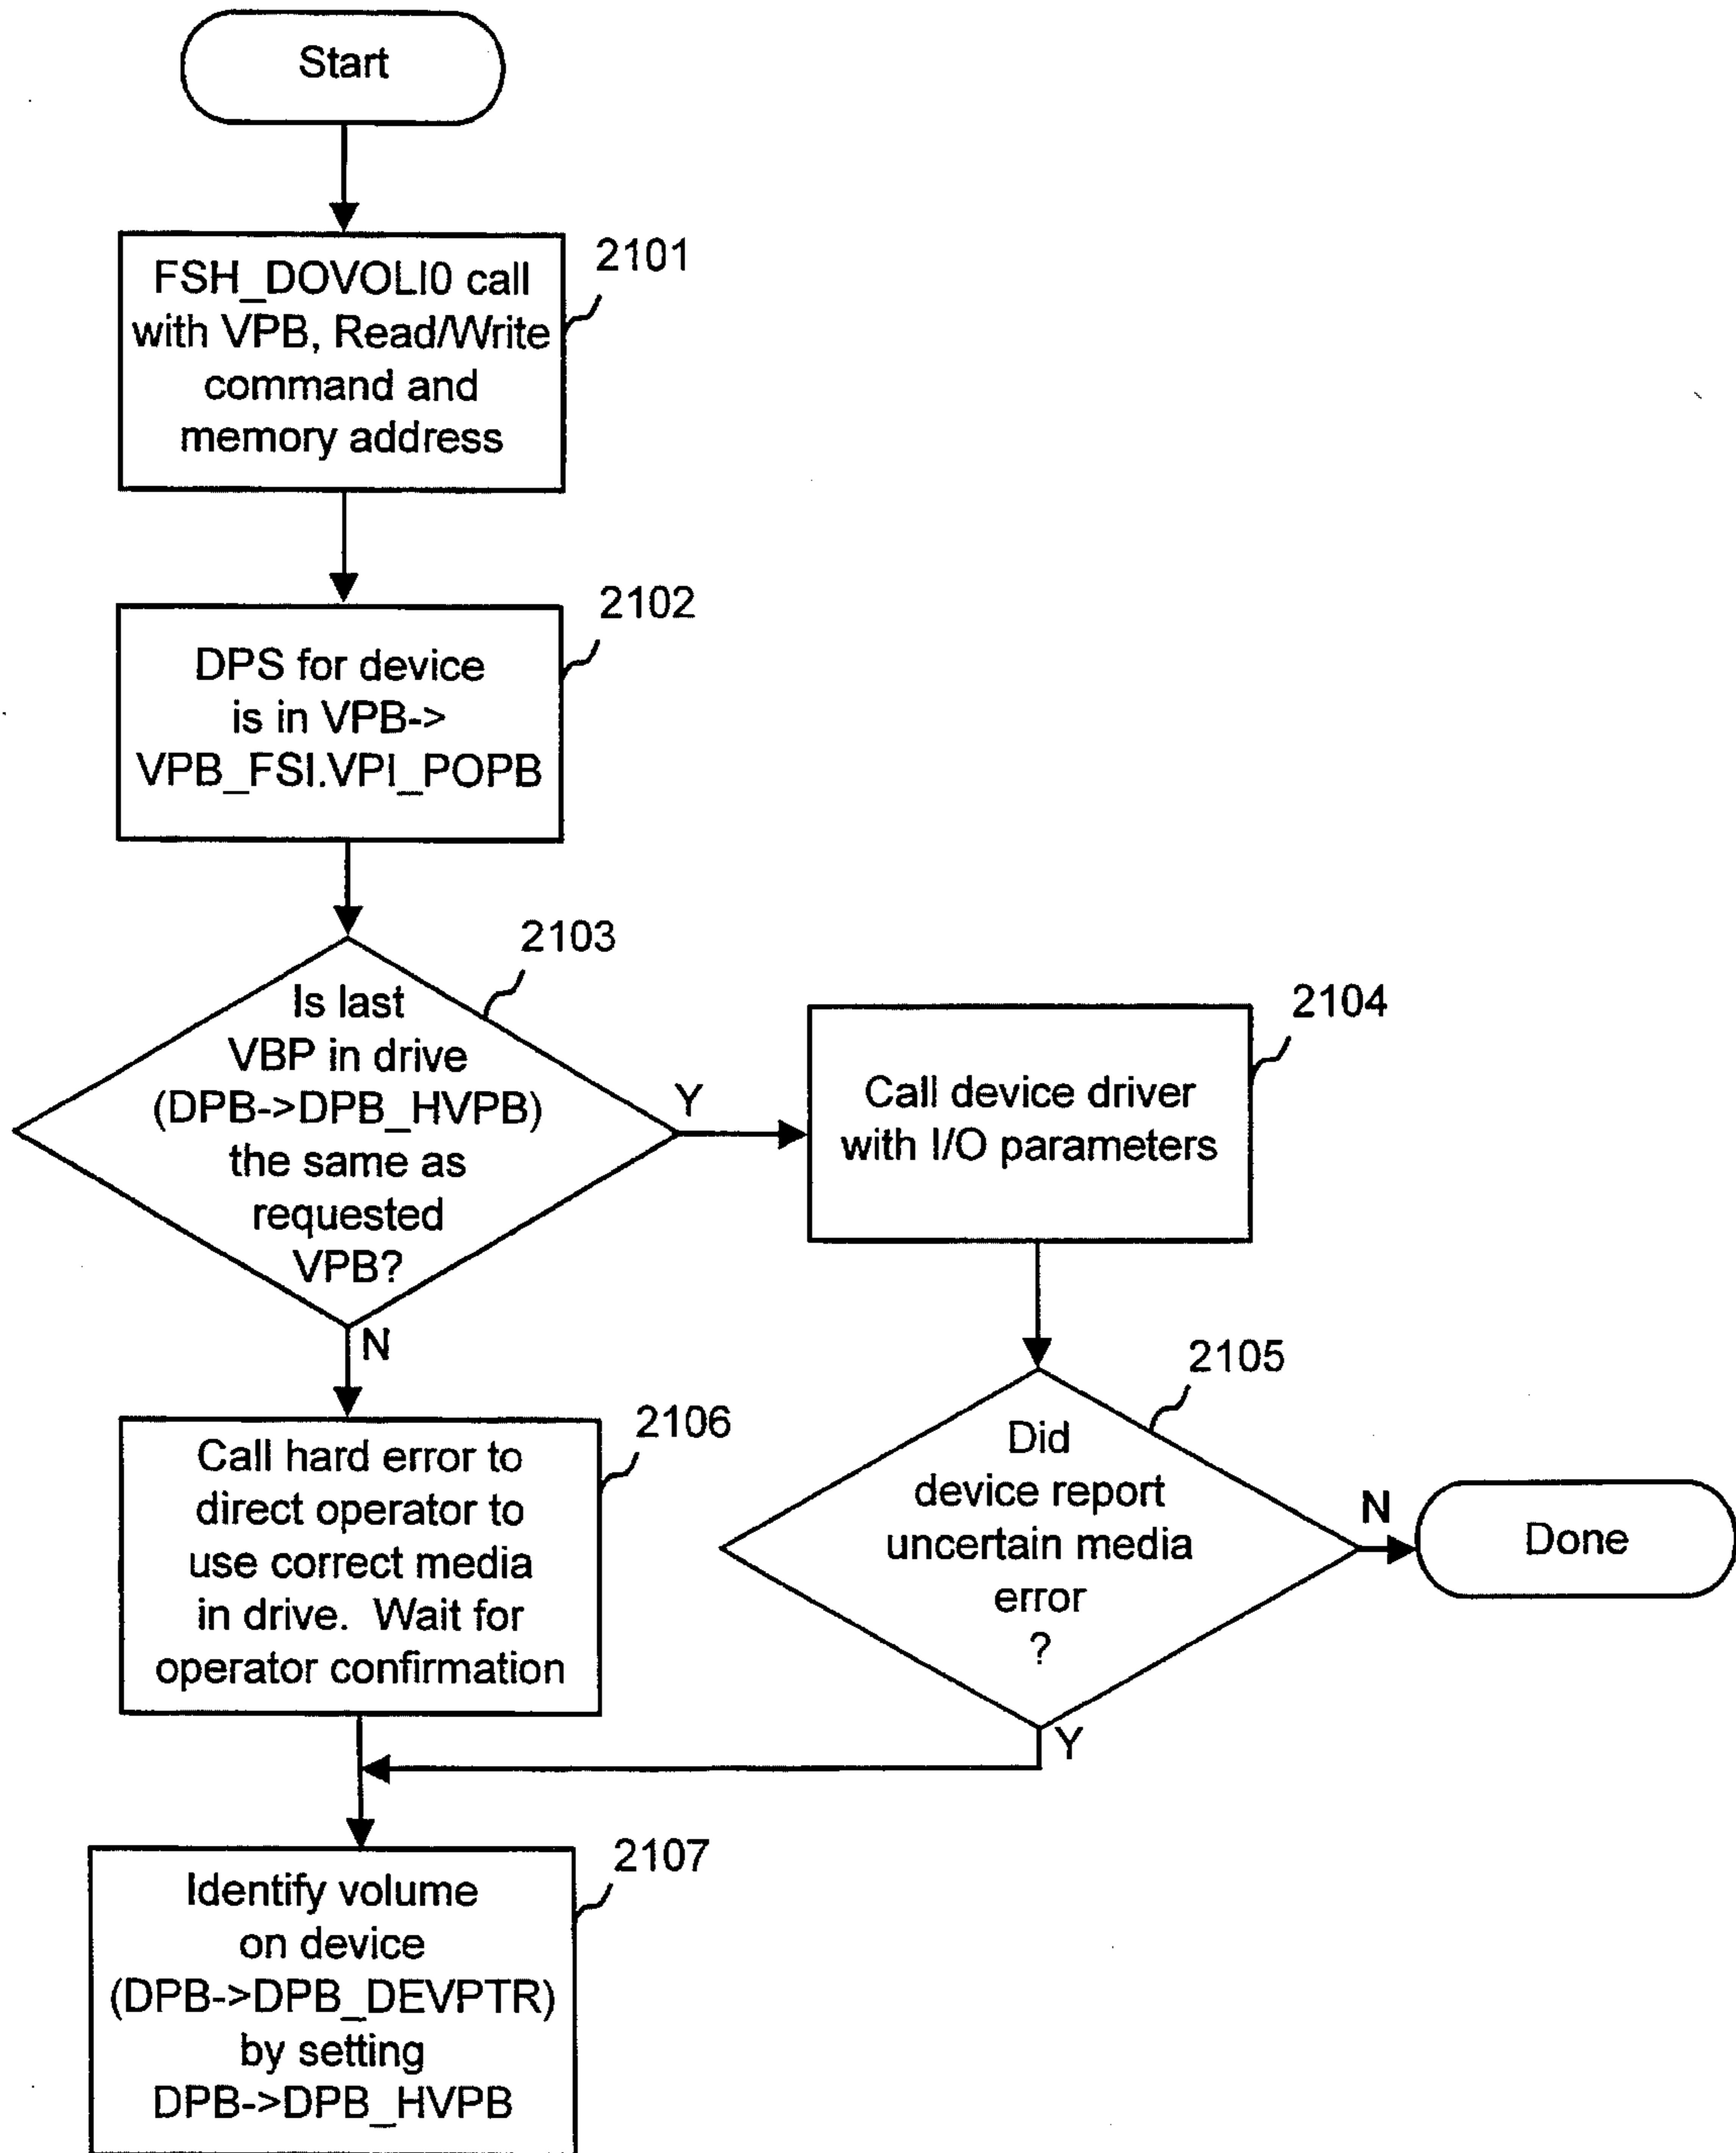 Start
2101
FSH_DOVOLI0 call
with VPB, Read/Write
command and
memory address
2102
DPS for device
is in VPB->
VPB_FSI.VPI_POPB
2103
Is last
VBP in drive
(DPB->DPB_HVPB)
the same as
requested
VPB?
Y
N
2104
Call device driver
with I/O parameters
2105
Did
device report
uncertain media
error
?
N
Y
Done
2106
Call hard error to
direct operator to
use correct media
in drive. Wait for
operator confirmation
2107
Identify volume
on device
(DPB->DPB_DEVPTR)
by setting
DPB->DPB_HVPB